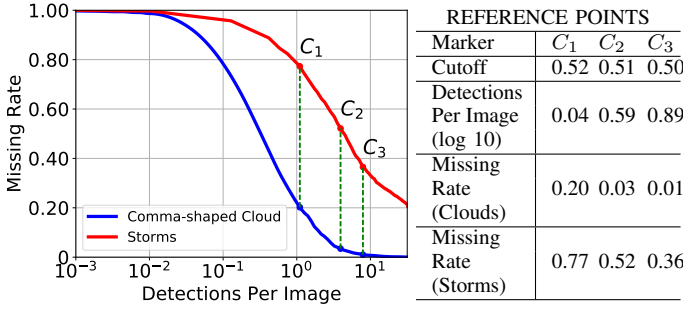 1.00
0.80
0.60
0.40
0.20
0
Missing Rate
C₁
C₂
C₃
Comma-shaped Cloud
Storms
10⁻³ 10⁻² 10⁻¹ 10⁰ 10¹
Detections Per Image
REFERENCE POINTS
Marker C₁ C₂ C₃
Cutoff 0.52 0.51 0.50
Detections
Per Image 0.04 0.59 0.89
(log 10)
Missing
Rate 0.20 0.03 0.01
(Clouds)
Missing
Rate 0.77 0.52 0.36
(Storms)